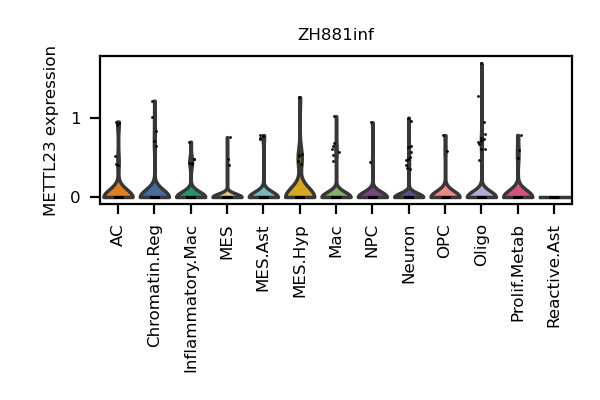 ZH881inf
METTL23 expression
1
0
AC
Chromatin.Reg
Inflammatory.Mac
MES
MES.Ast
MES.Hyp
Mac
NPC
Neuron
OPC
Oligo
Prolif.Metab
Reactive.Ast